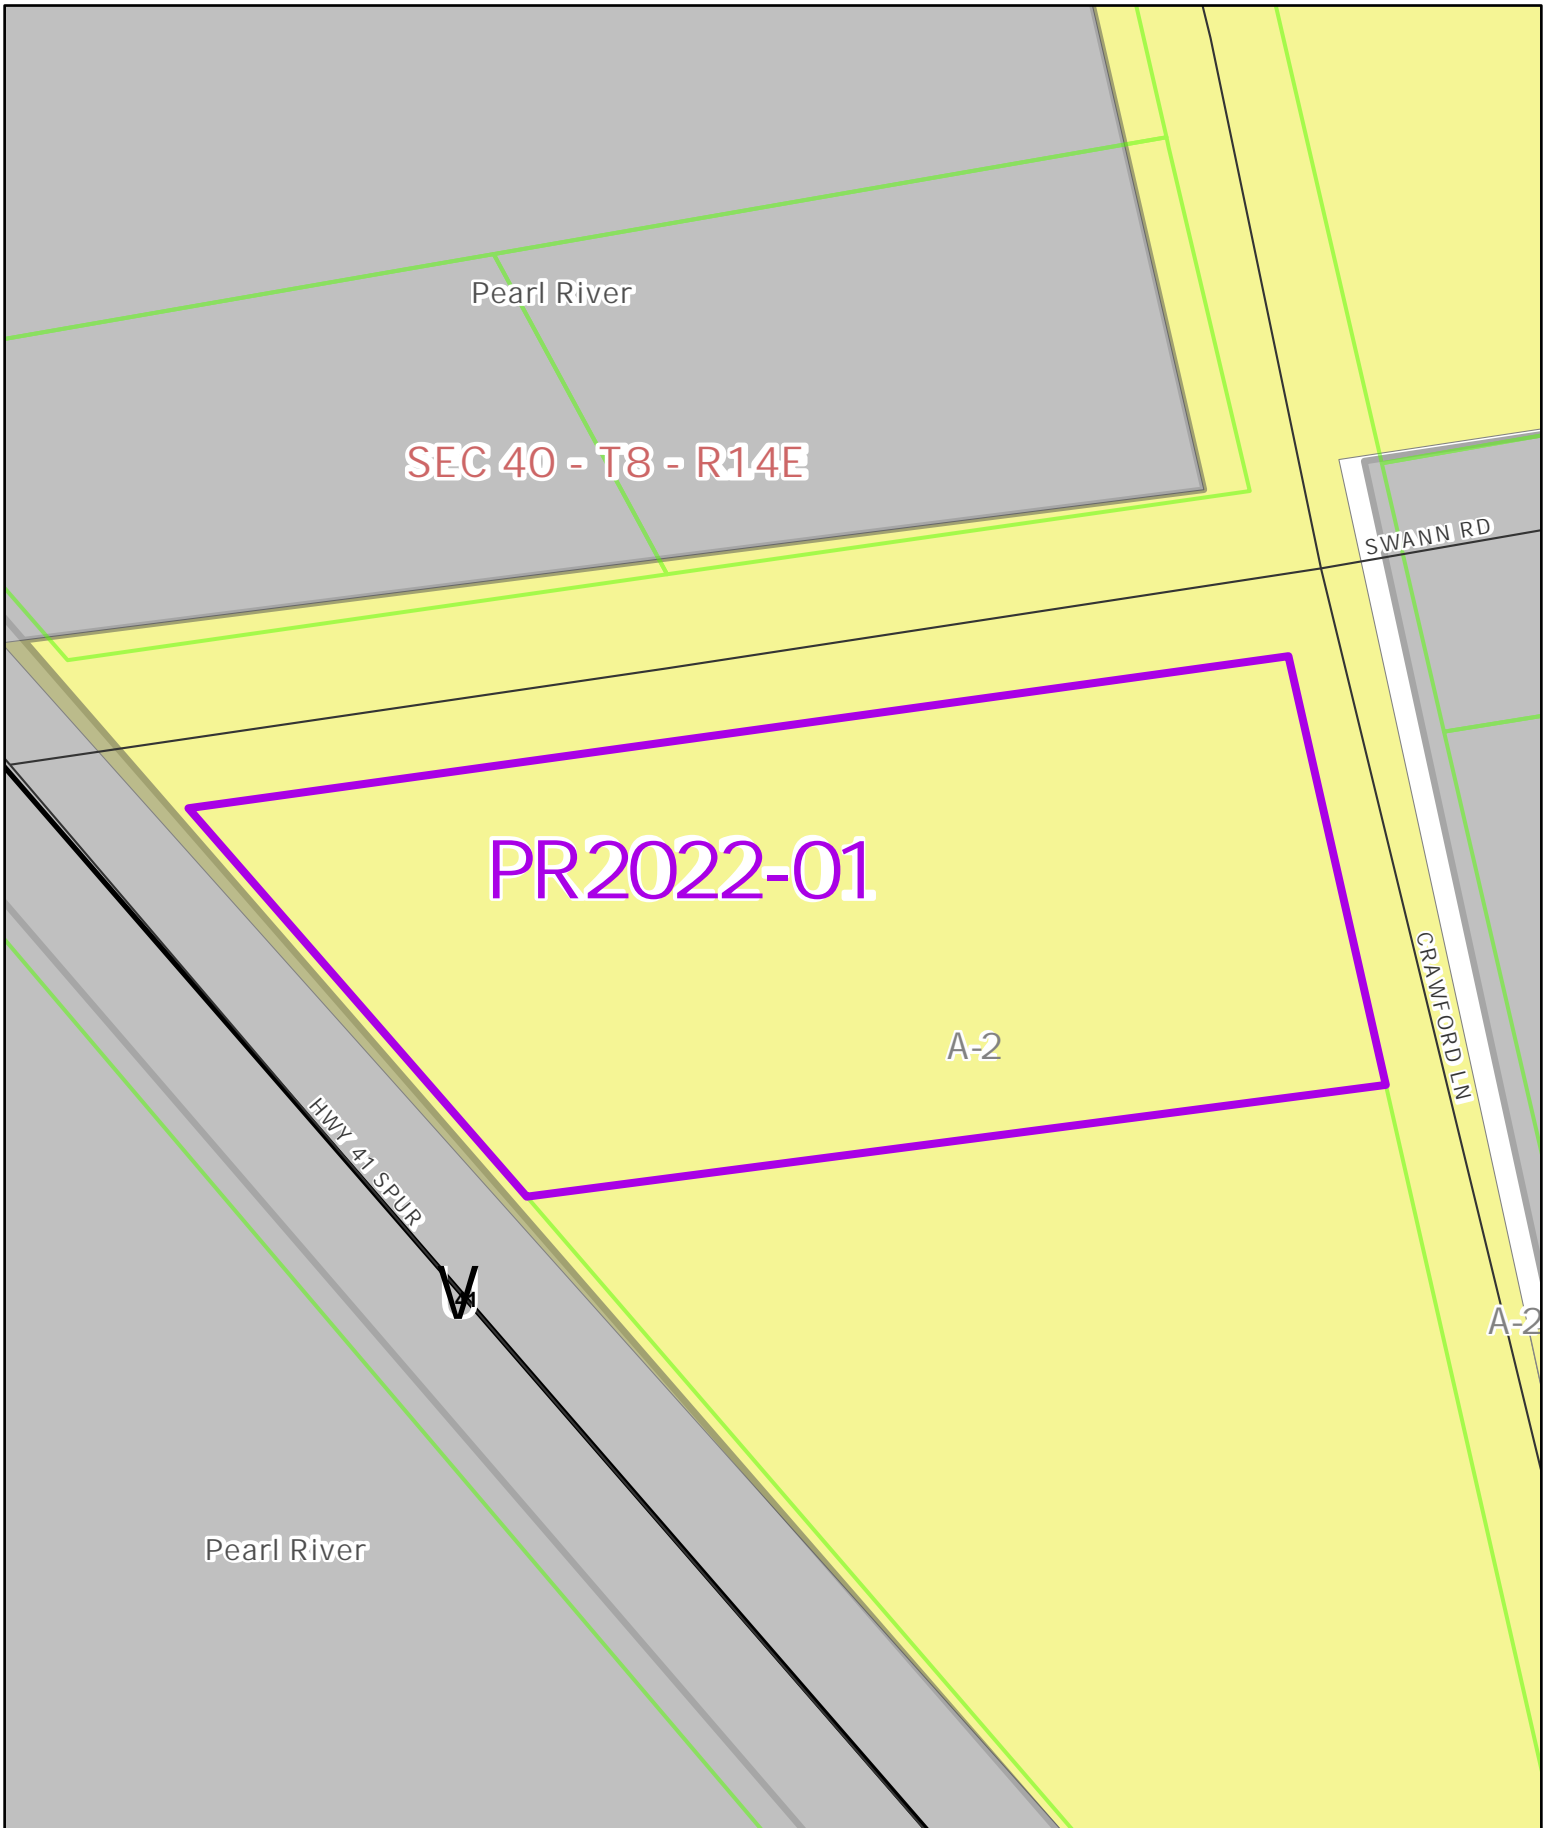 Pearl River
SEC 40 - T8 - R14E
SWANN RD
PR2022-01
CRAWFORD LN
A-2
HWY 41 SPUR
41
A-2
Pearl River